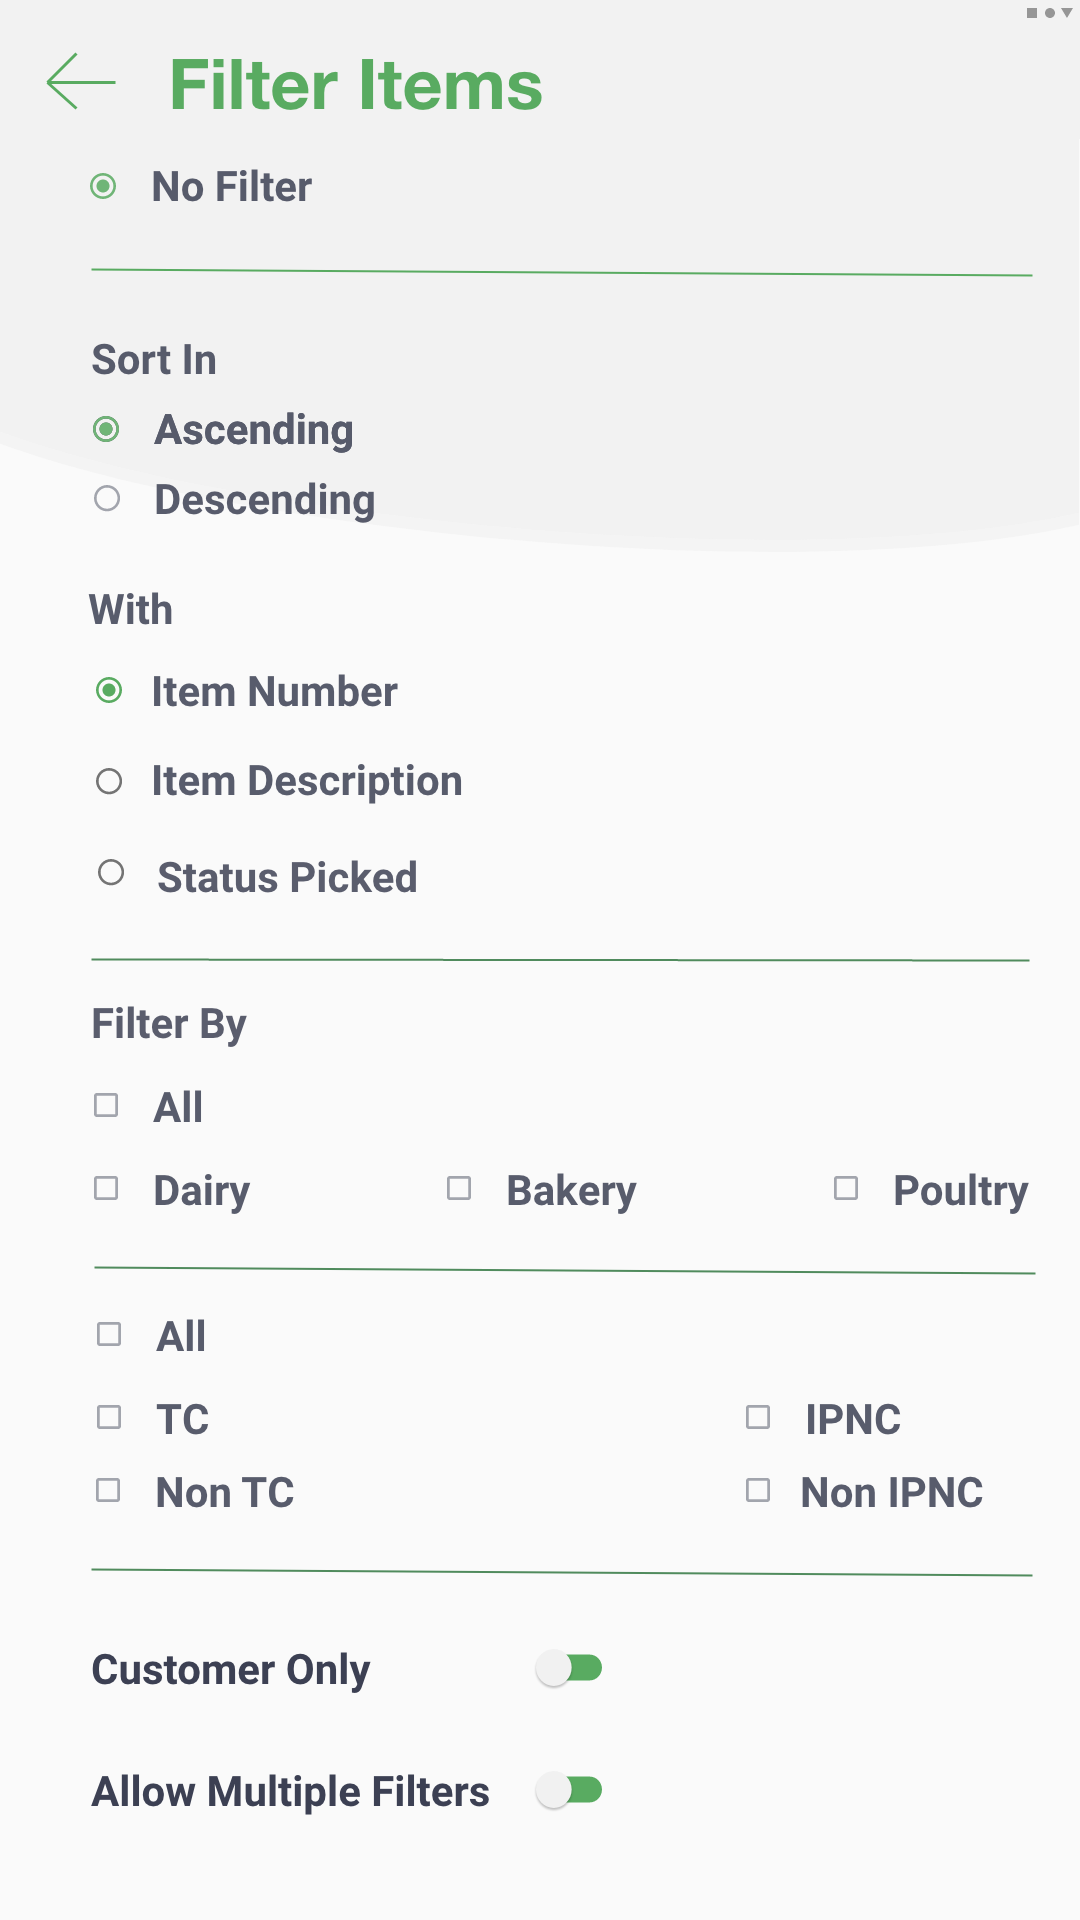 Filter Items
No Filter
Sort In
Ascending
Descending
With
Item Number
Item Description
Status Picked
Filter By
All
Dairy Bakery Poultry
All
TC IPNC
Non TC Non IPNC
Customer Only
Allow Multiple Filters